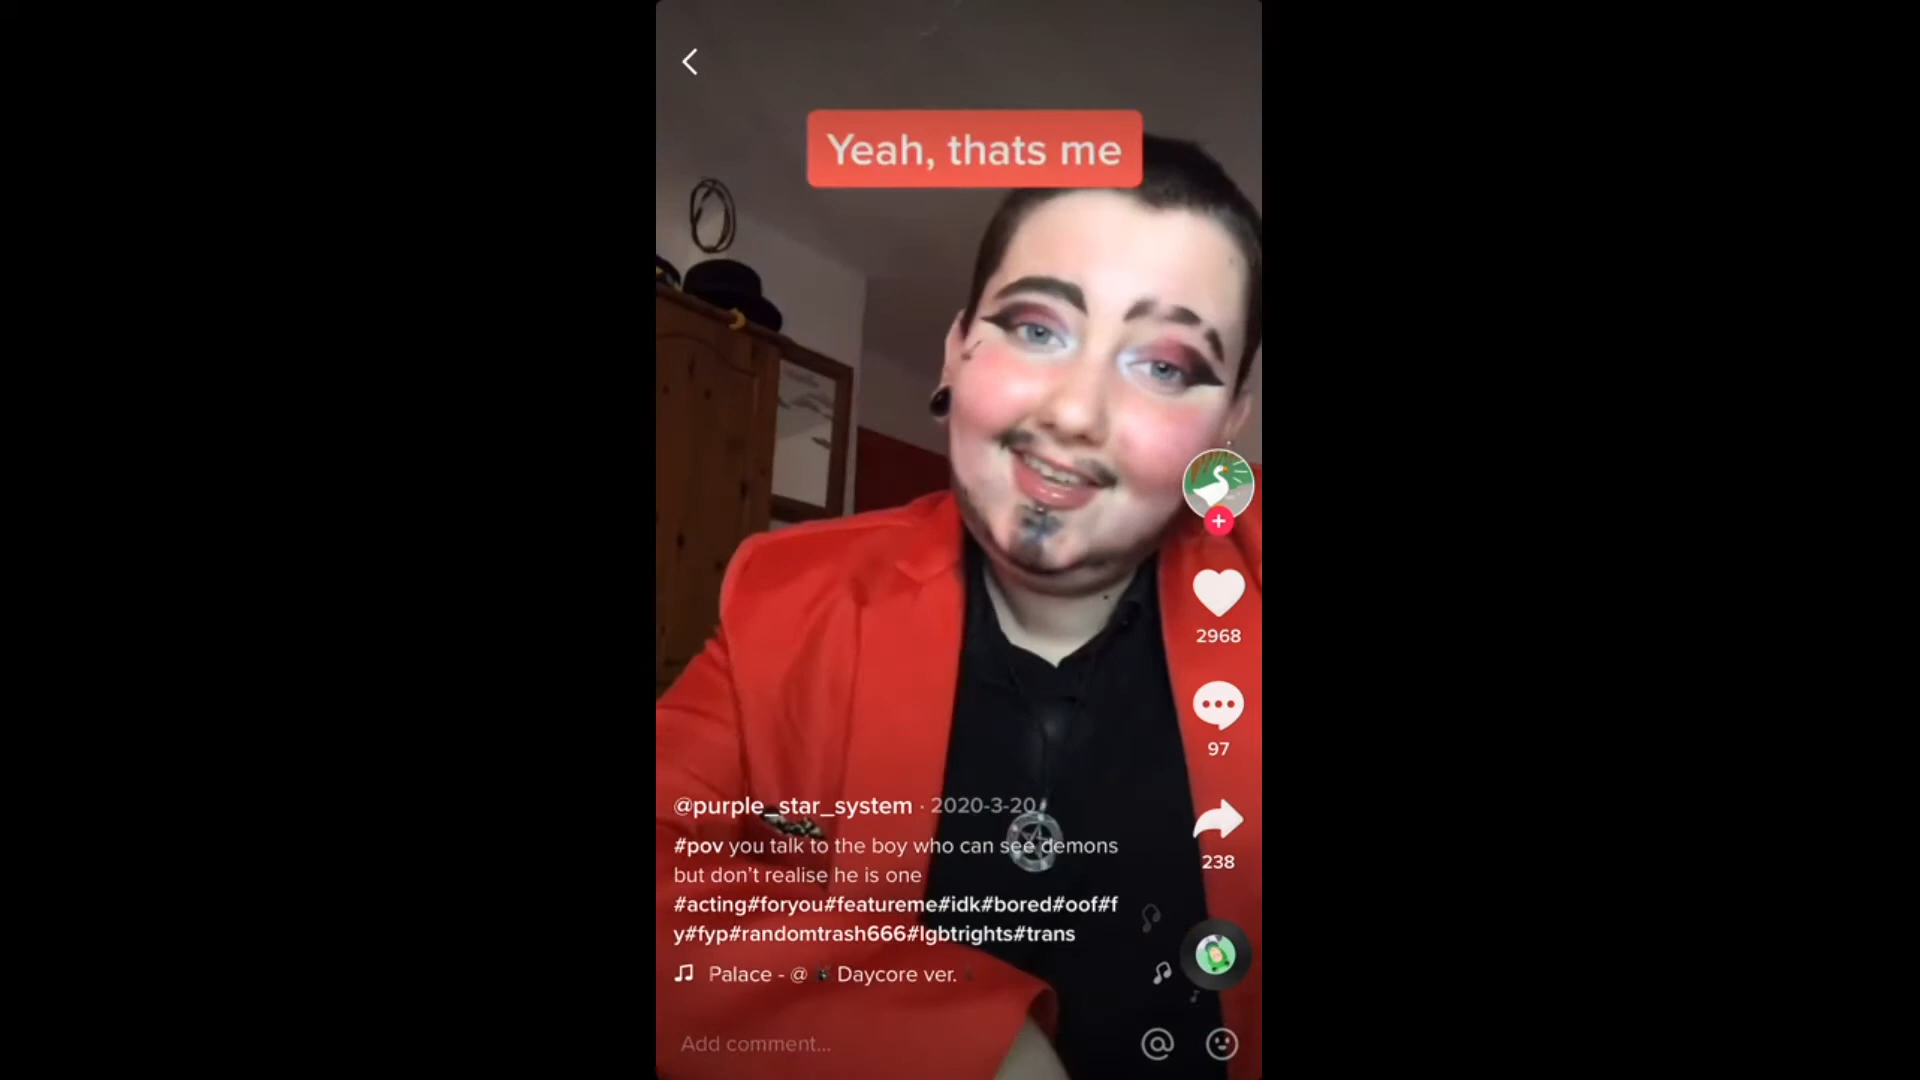 Yeah, thats me
2968
97
@purple_star_system · 2020-3-20
#pov you talk to the boy who can see demons
but don't realise he is one
#acting#foryou#featureme#idk#bored#oof#f
y#fyp#randomtrash666#lgbtrights#trans
238
Palace - @ Daycore ver.
Add comment...